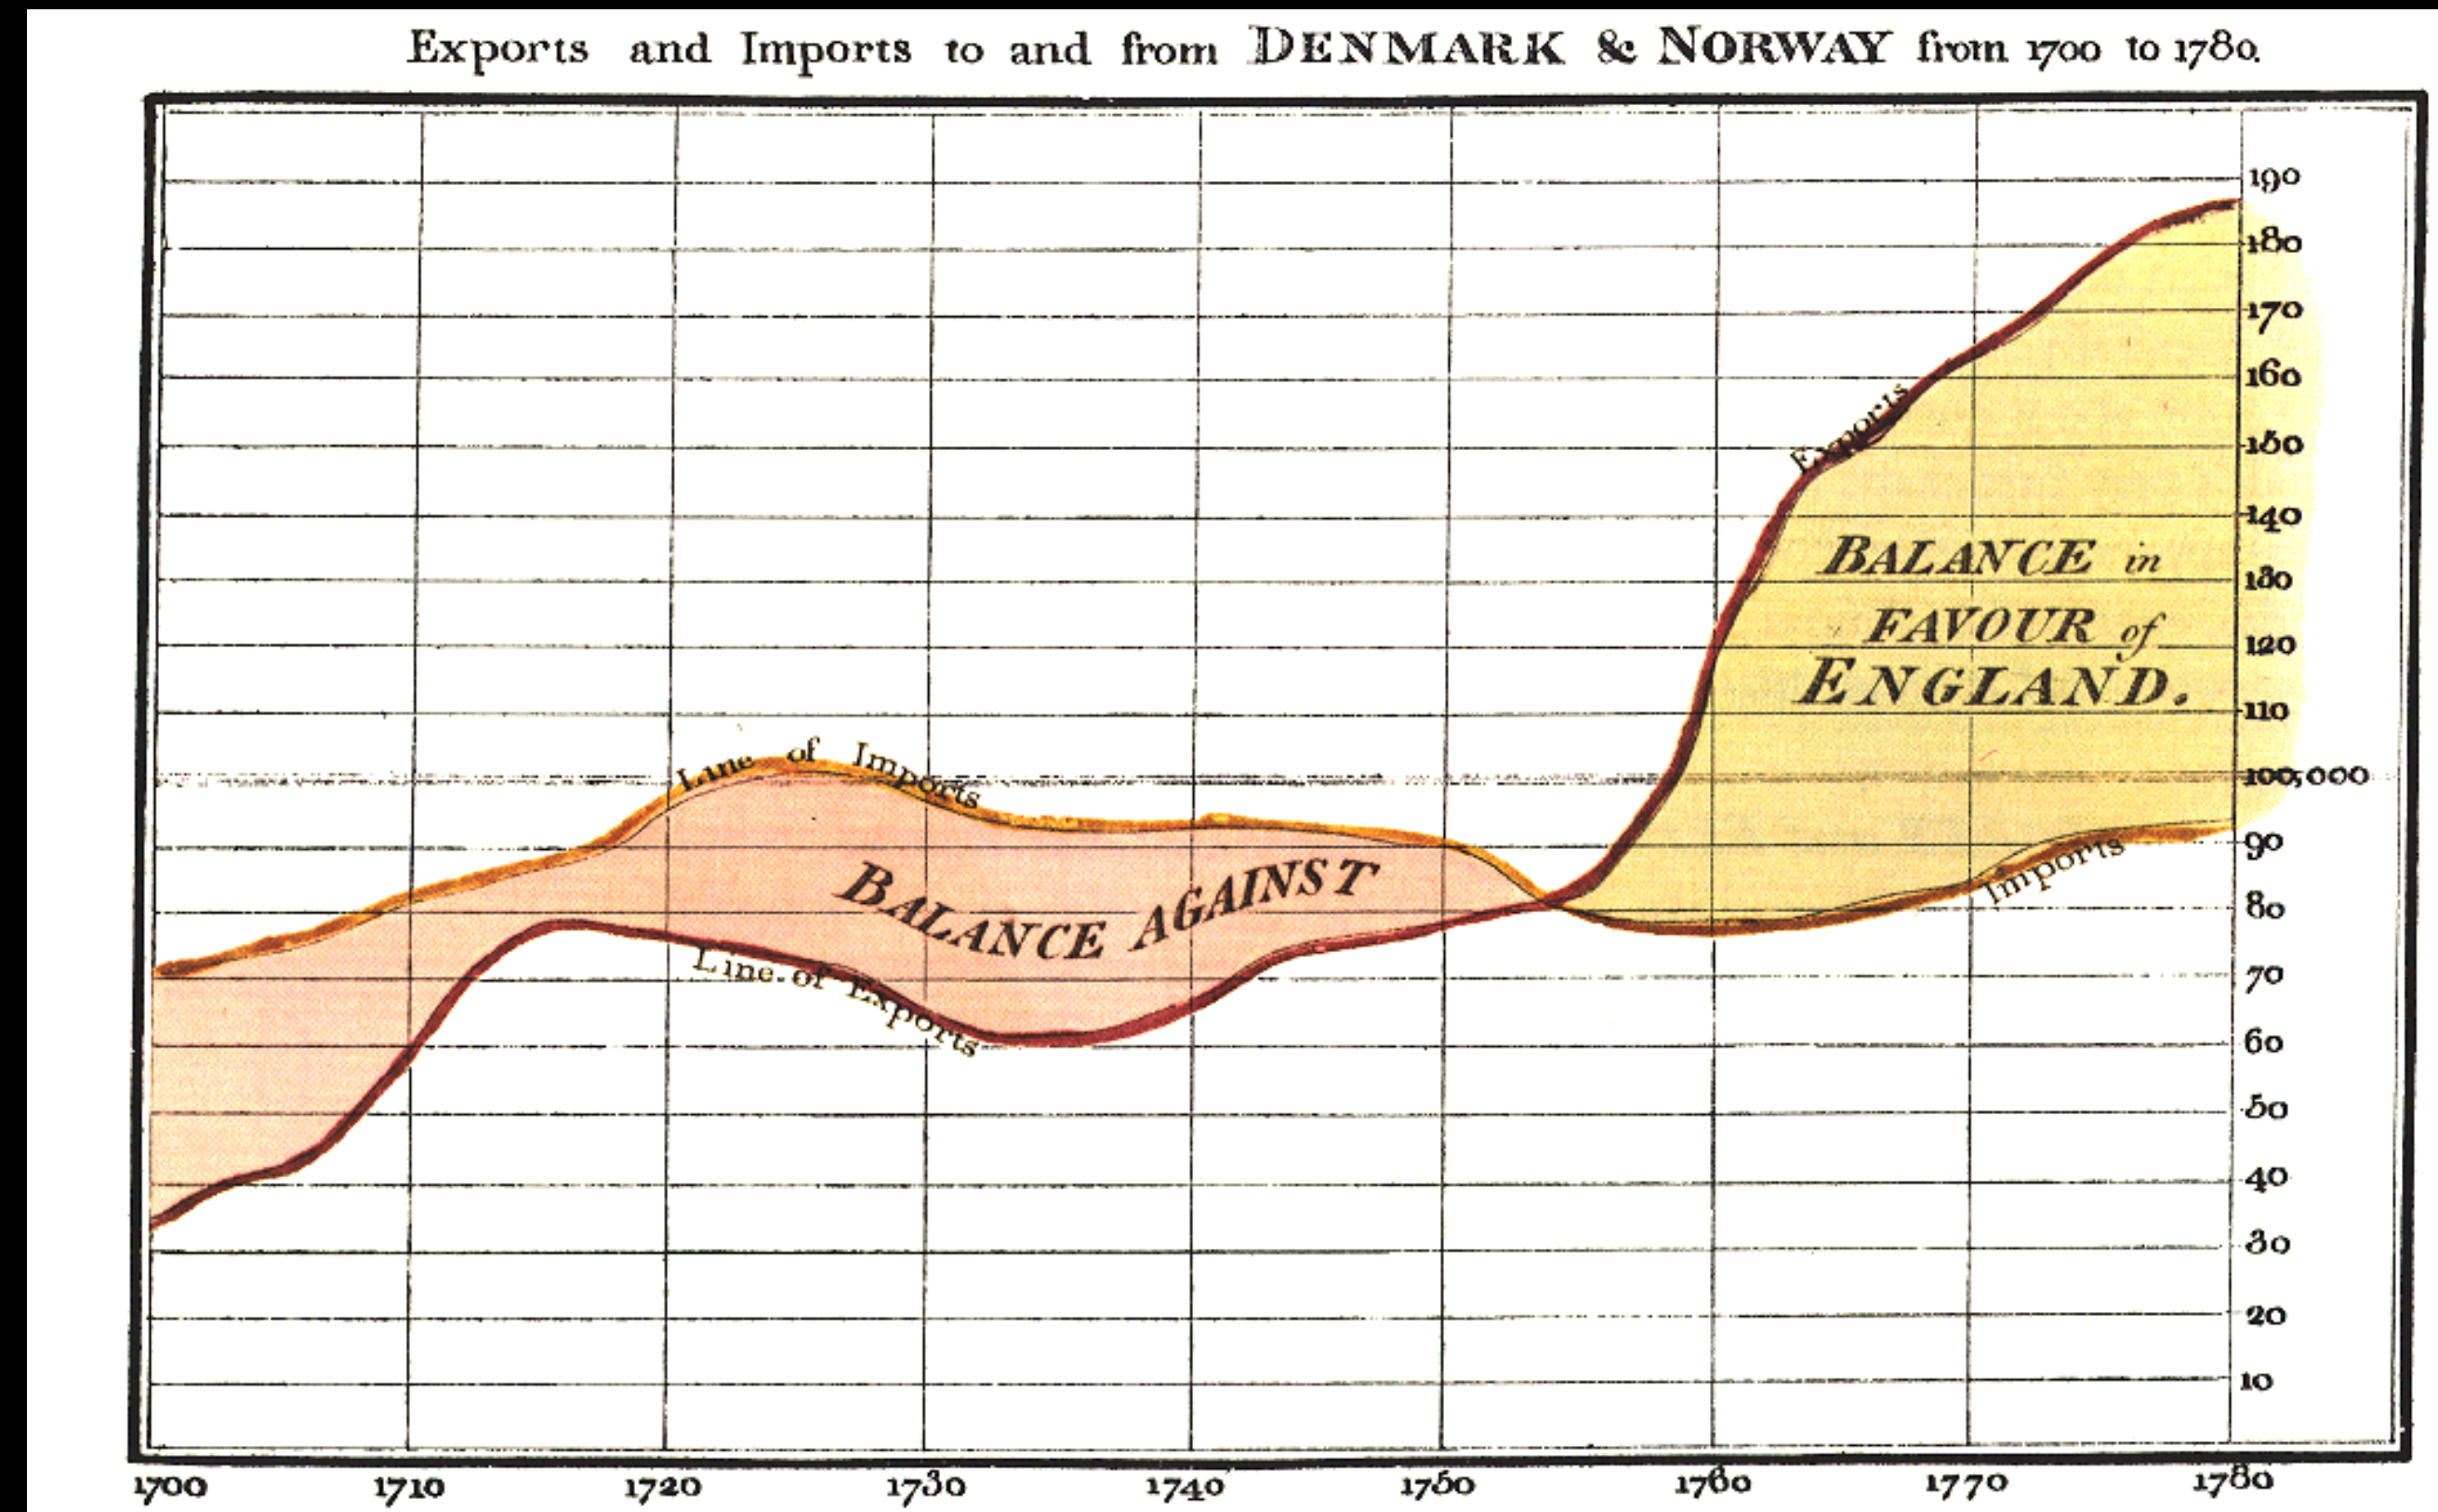 Exports and Imports to and from DENMARK & NORWAY from 1700 to 1780.
190
180
170
160
150
140
130
120
110
100,000
90
80
70
60
50
40
30
20
10
Exports
BALANCE in
FAVOUR of
ENGLAND.
Line of Imports
BALANCE AGAINST
Imports
Line of Exports
1700 1710 1720 1730 1740 1750 1760 1770 1780